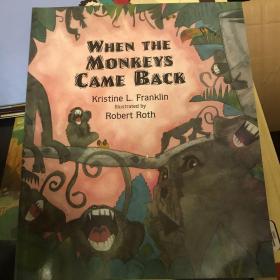 When the
Monkeys
Came Back
Kristine L. Franklin
Illustrated by
Robert Roth